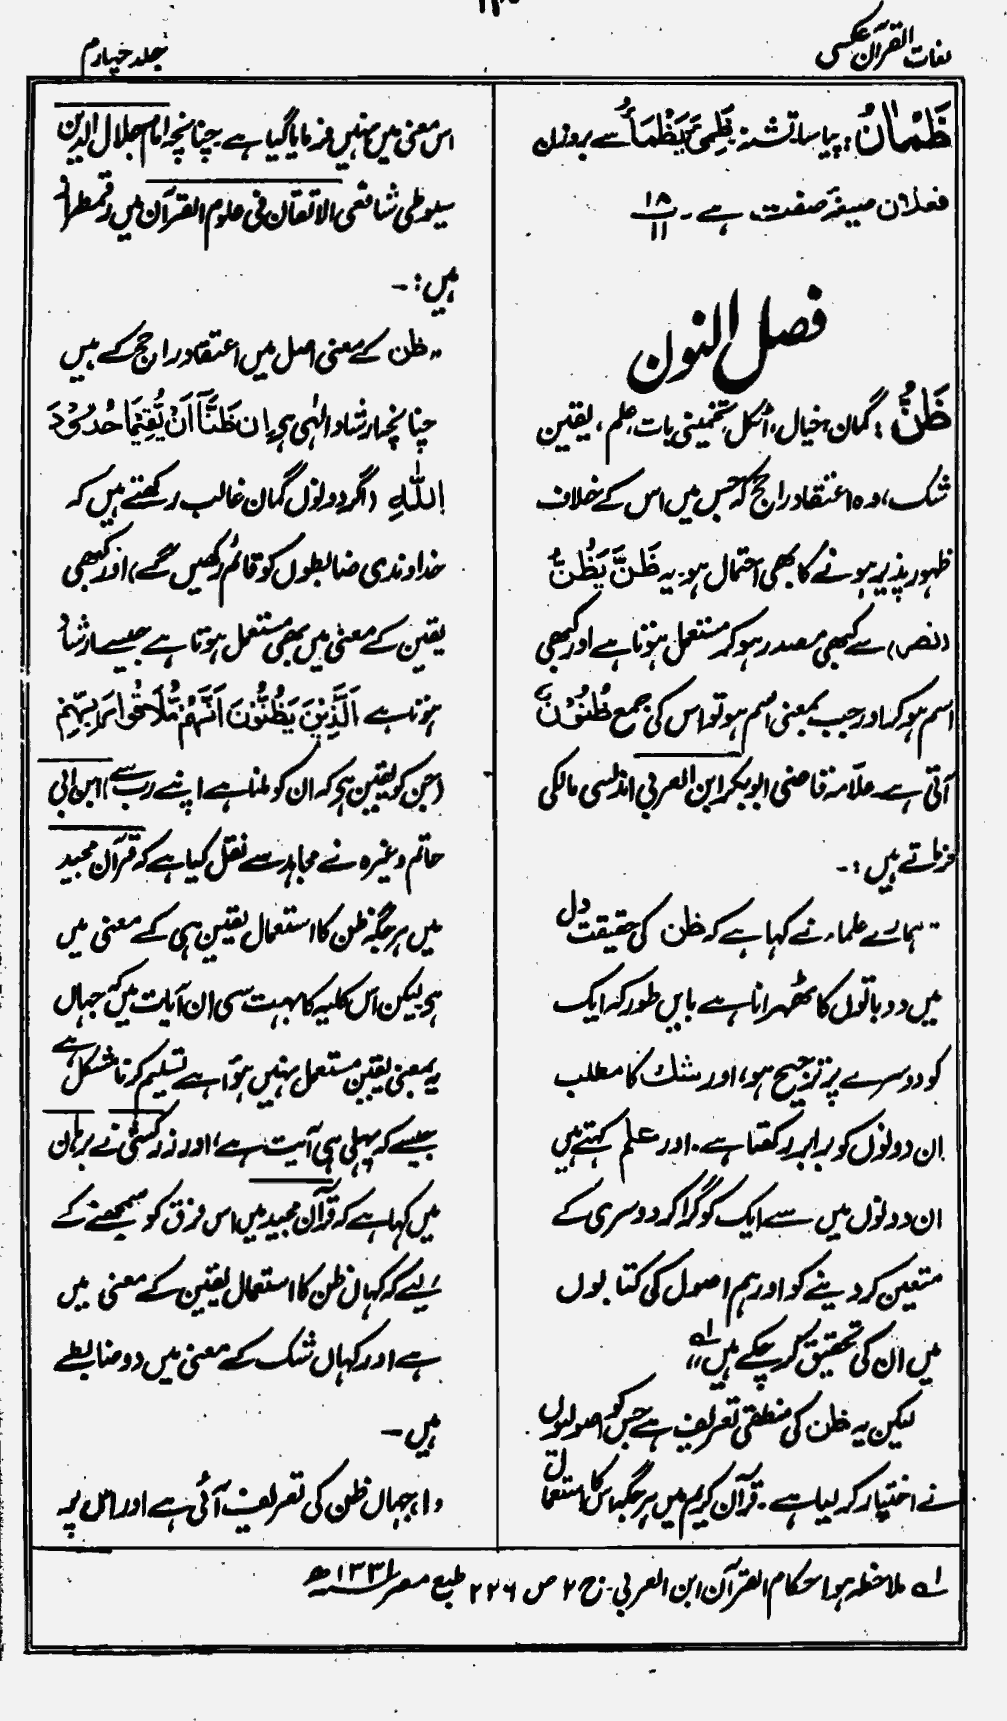 لغات القرآن عکسی
جلد چہارم
ظَمْاٰنُ: پیاسا، تشنہ، ظَمِیَٔ یَظْمَأُ سے بروزن
فعلان صیغۂ صفت ہے۔ ۱۸ پ ۱۱
فصل النون
ظَنٌّ: گمان، خیال، اٹکل، تخمینی بات، علم، یقین
شک، وہ اعتقاد راجح کہ جس میں اس کے خلاف
ظہور پذیر ہونے کا بھی احتمال ہو: یہ ظَنَّ یَظُنُّ
(نصر) سے کبھی مصدر ہو کر مستعمل ہوتا ہے اور کبھی
اسم ہو کر اور جب بمعنی اسم ہو تو اس کی جمع ظُنُوْنٌ
آتی ہے۔ علّامہ قاضی ابوبکر ابن العربی اندلسی مالکی
فرماتے ہیں:-
"ہمارے علماء نے کہا ہے کہ ظن کی حقیقت دل
میں دو باتوں کا ٹھہرانا ہے بایں طور کہ ایک
کو دوسرے پر ترجیح ہو، اور شک کا مطلب
ان دونوں کو برابر رکھتا ہے۔ اور علم کہتے ہیں
ان دونوں میں سے ایک کو گرا کر دوسری کے
متعین کر دینے کو اور ہم اصول کی کتابوں
میں ان کی تحقیق کر چکے ہیں" لہ
لیکن یہ ظن کی منطقی تعریف ہے جس کو اصولیوں
نے اختیار کر لیا ہے۔ قرآن کریم میں ہر جگہ اس کا استعمال
اس معنی میں نہیں فرمایا گیا ہے۔ چنانچہ امام جلال الدین
سیوطی شافعی الاتقان فی علوم القرآن میں رقمطراز
ہیں:-
"ظن کے معنی اصل میں اعتقاد راجح کے ہیں
چنانچہ ارشاد الٰہی ہے اِن ظَنَّآ اَنْ یُّقِیْمَا حُدُوْدَ
اللّٰهِ (اگر دونوں گمان غالب رکھتے ہیں کہ
خداوندی ضابطوں کو قائم رکھیں گے) اور کبھی
یقین کے معنی میں بھی مستعمل ہوتا ہے جیسے ارشاد
ہوتا ہے اَلَّذِیْنَ یَظُنُّوْنَ اَنَّهُمْ مُّلَاقُوا رَبِّهِمْ
(جن کو یقین ہے کہ ان کو ملنا ہے اپنے رب سے) ابن ابی
حاتم وغیرہ نے مجاہد سے نقل کیا ہے کہ قرآن مجید
میں ہر جگہ ظن کا استعمال یقین ہی کے معنی میں
ہے لیکن اس کلیہ کا بہت سی ان آیات میں کہ جہاں
یہ بمعنی یقین مستعمل نہیں ہوا ہے تسلیم کرنا مشکل ہے
جیسے کہ پہلی ہی آیت ہے، اور زرکشی نے برہان
میں کہا ہے کہ قرآن مجید میں اس فرق کو سمجھنے کے
لیے کہ کہاں ظن کا استعمال یقین کے معنی میں
ہے اور کہاں شک کے معنی میں دو ضابطے
ہیں۔
(۱) جہاں ظن کی تعریف آئی ہے اور اس پر
لہ ملاحظہ ہو احکام القرآن ابن العربی۔ ج ۲ ص ۲۲۶ طبع مصر ۱۳۳۱ھ